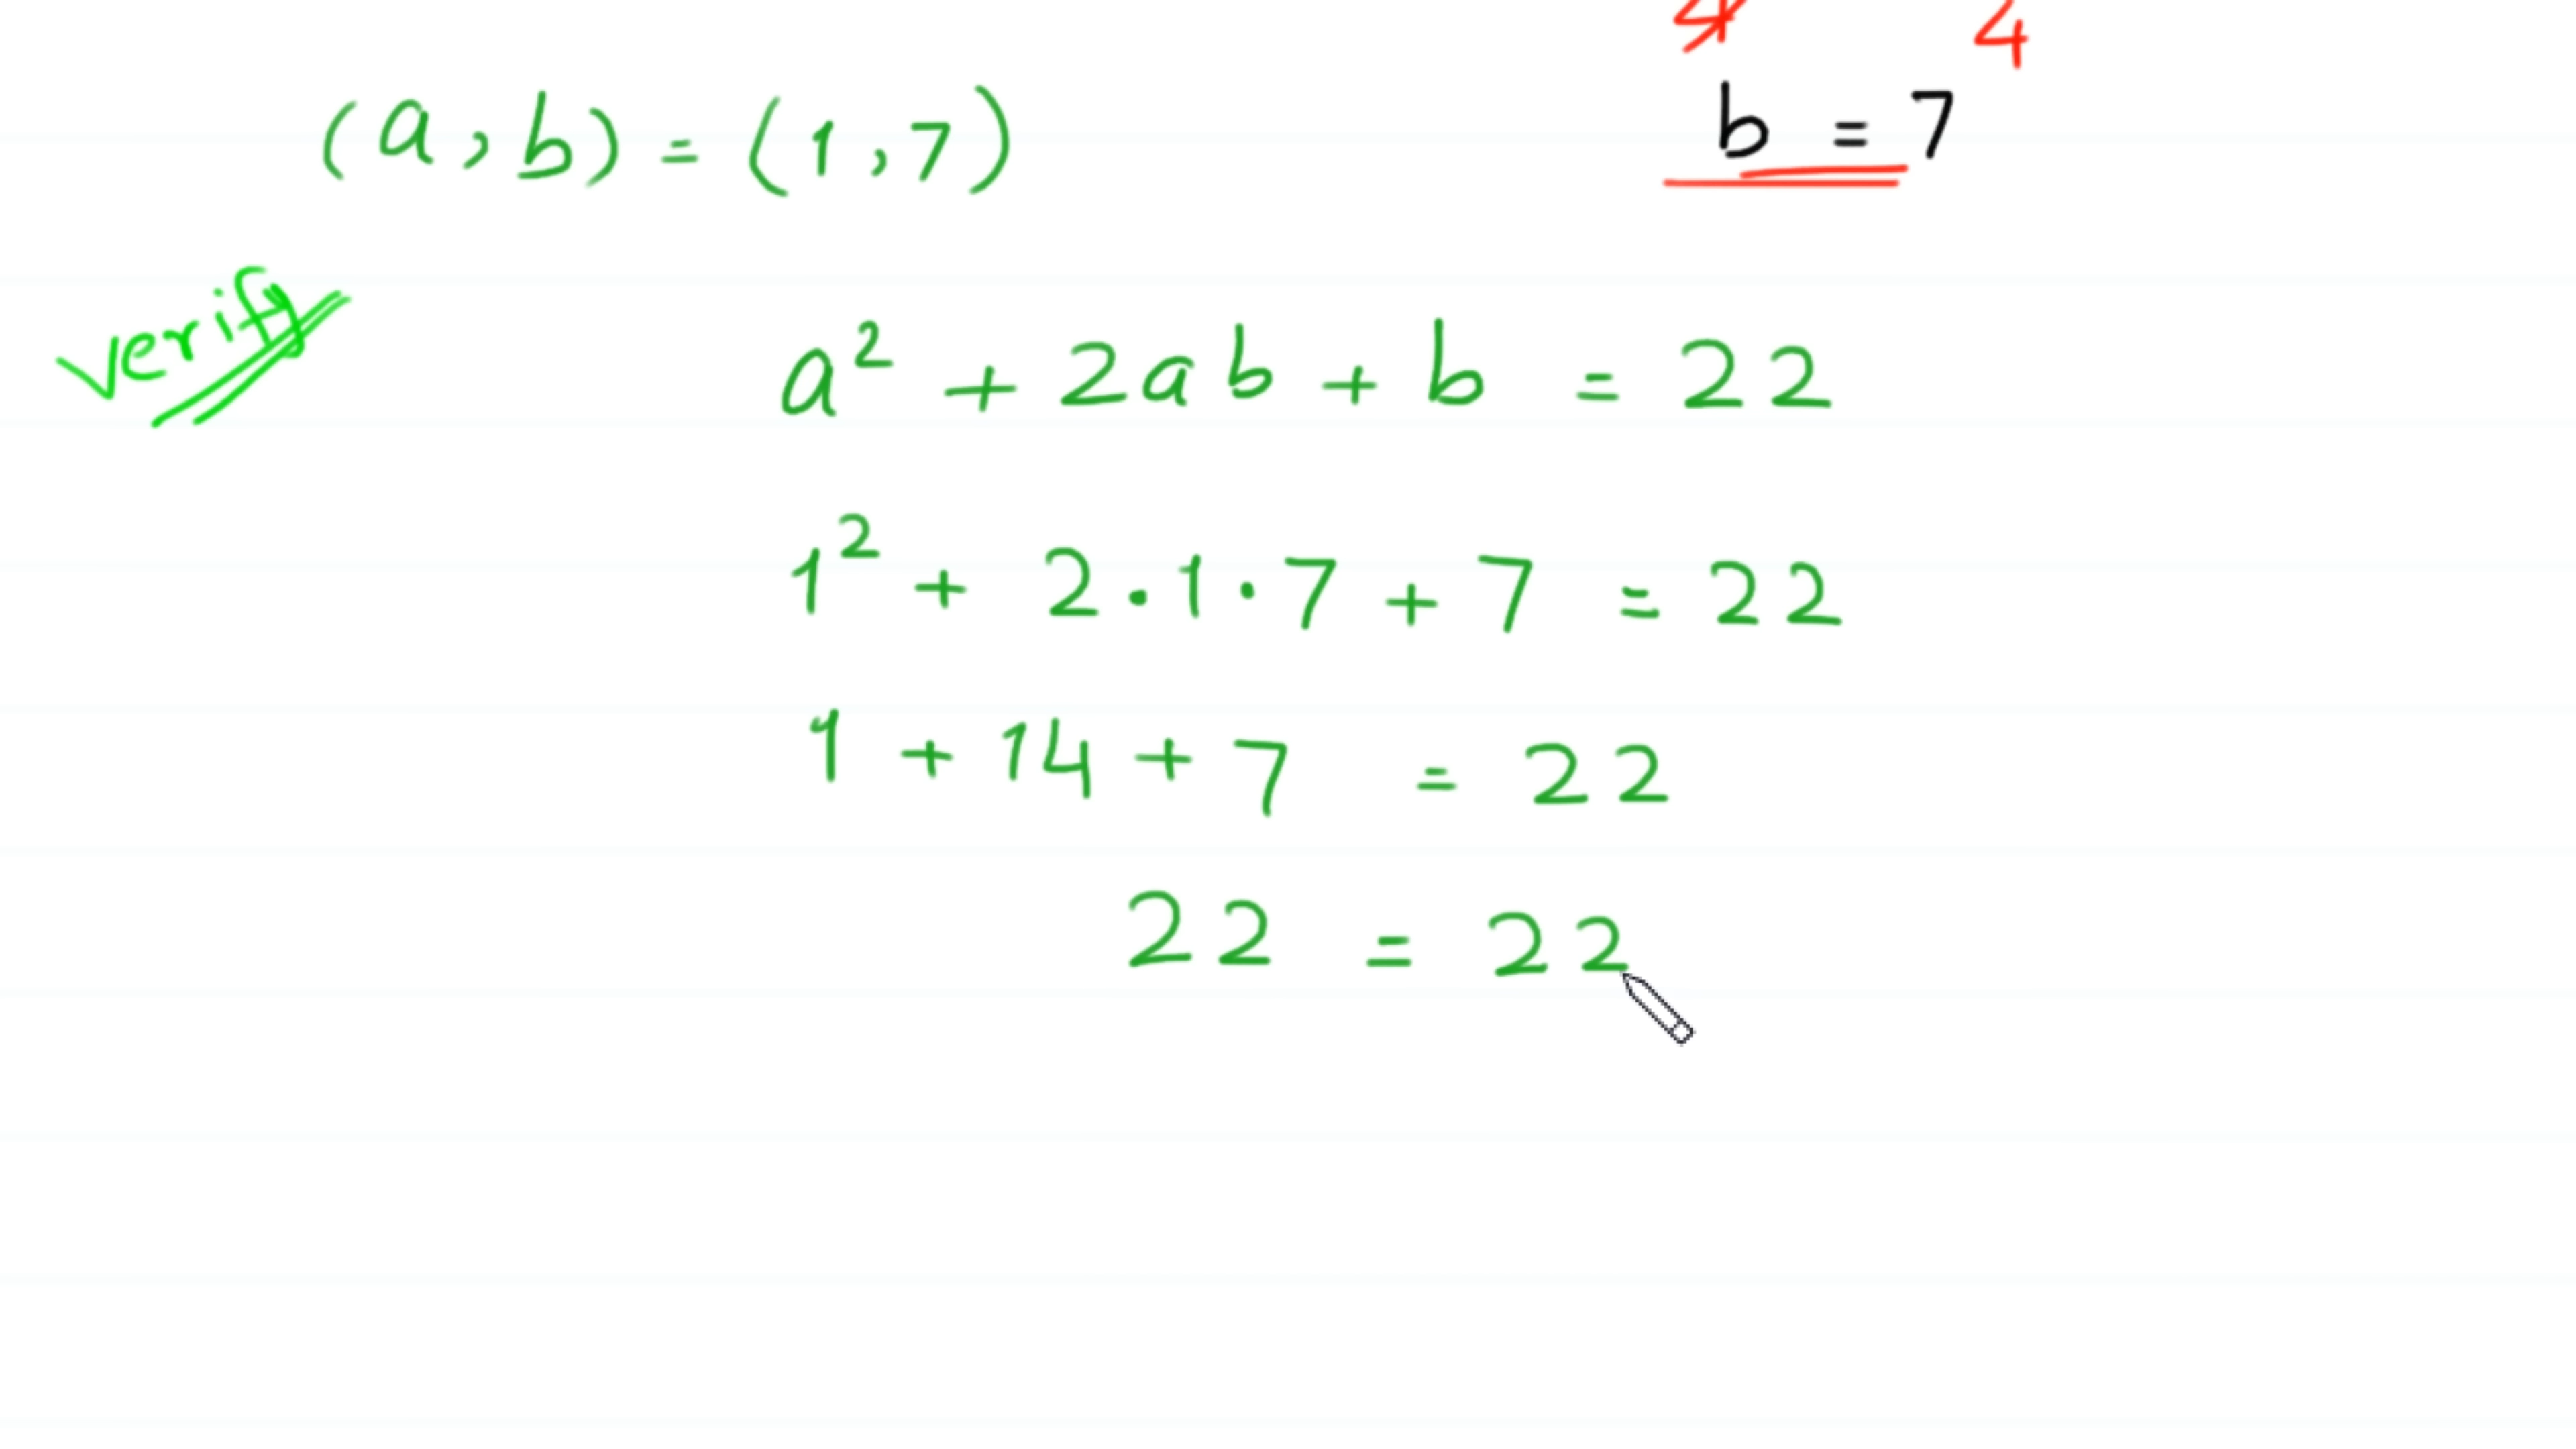 4 4
(a, b) = (1, 7)
b = 7
Verify
a² + 2ab + b = 22
1² + 2 · 1 · 7 + 7 = 22
1 + 14 + 7 = 22
22 = 22